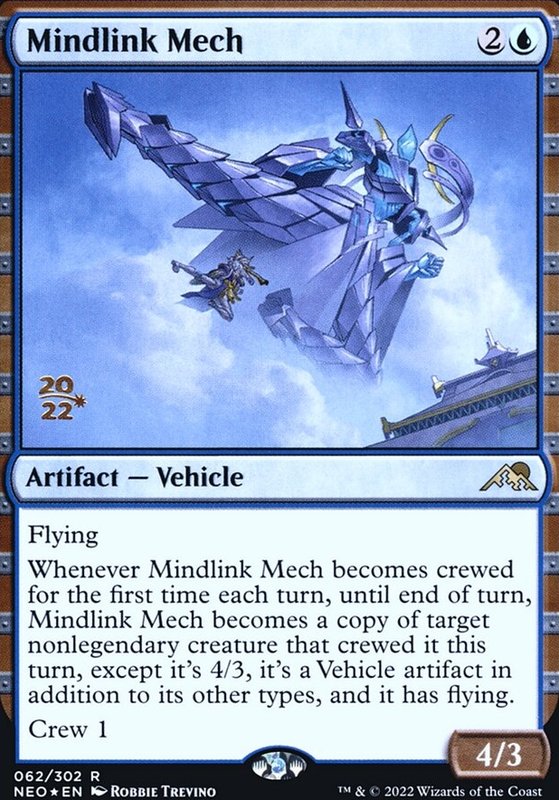 Mindlink Mech 2
20
22
Artifact — Vehicle
Flying
Whenever Mindlink Mech becomes crewed
for the first time each turn, until end of turn,
Mindlink Mech becomes a copy of target
nonlegendary creature that crewed it this
turn, except it's 4/3, it's a Vehicle artifact in
addition to its other types, and it has flying.
Crew 1
4/3
062/302 R
NEO★EN Robbie Trevino
™ & © 2022 Wizards of the Coast